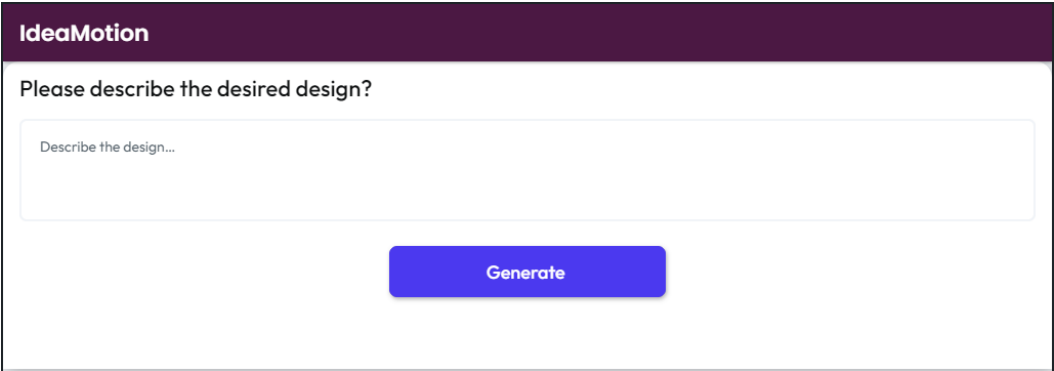 IdeaMotion
Please describe the desired design?
Describe the design...
Generate